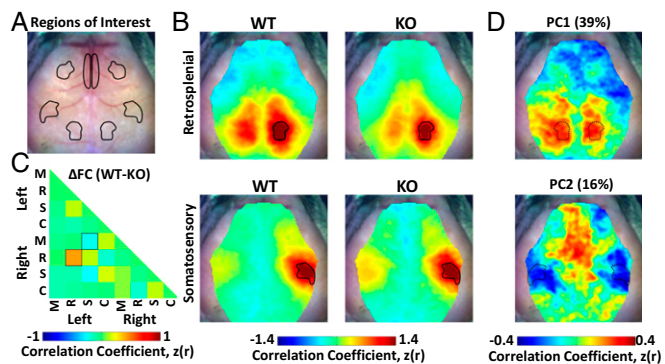 A Regions of Interest
B WT KO
Retrosplenial
D PC1 (39%)
C ΔFC (WT-KO)
Left
Right
M
R
S
C
M
R
S
C
M R S C M R S C
Left Right
-1 1
Correlation Coefficient, z(r)
WT KO
Somatosensory
-1.4 1.4
Correlation Coefficient, z(r)
PC2 (16%)
-0.4 0.4
Correlation Coefficient, z(r)